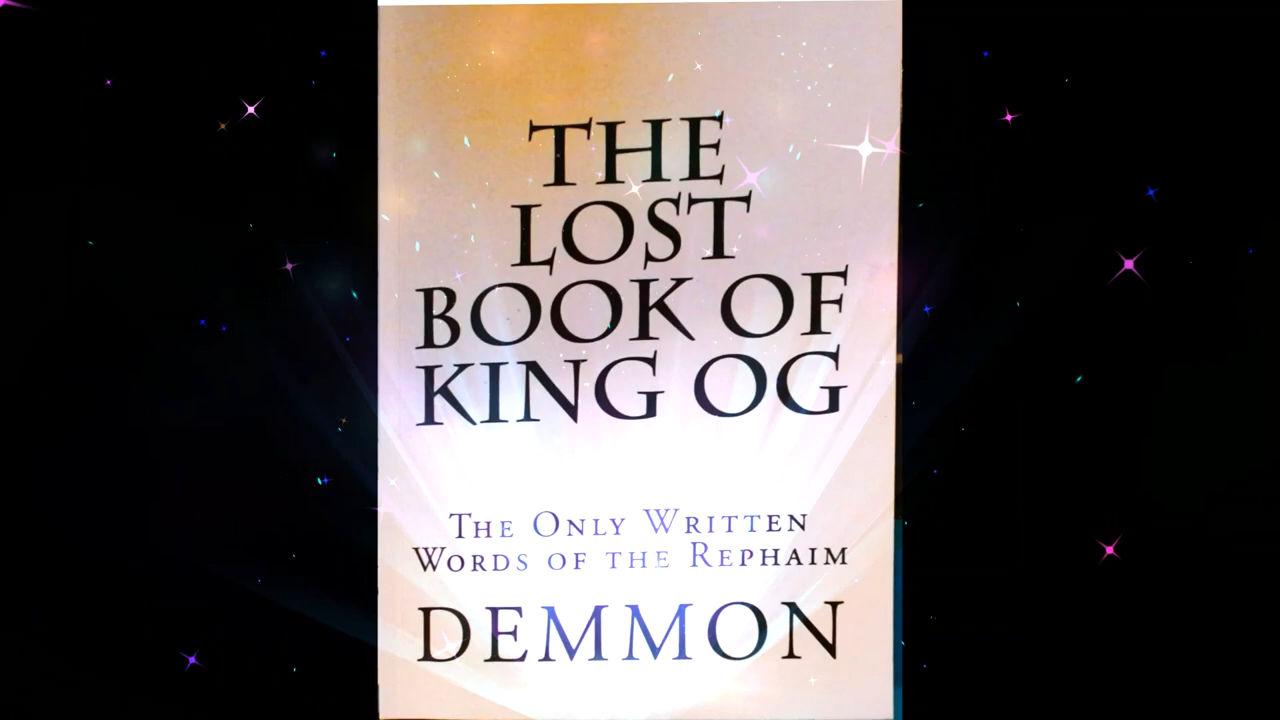 THE
LOST
BOOK OF
KING OG
THE ONLY WRITTEN
WORDS OF THE REPHAIM
DEMMON